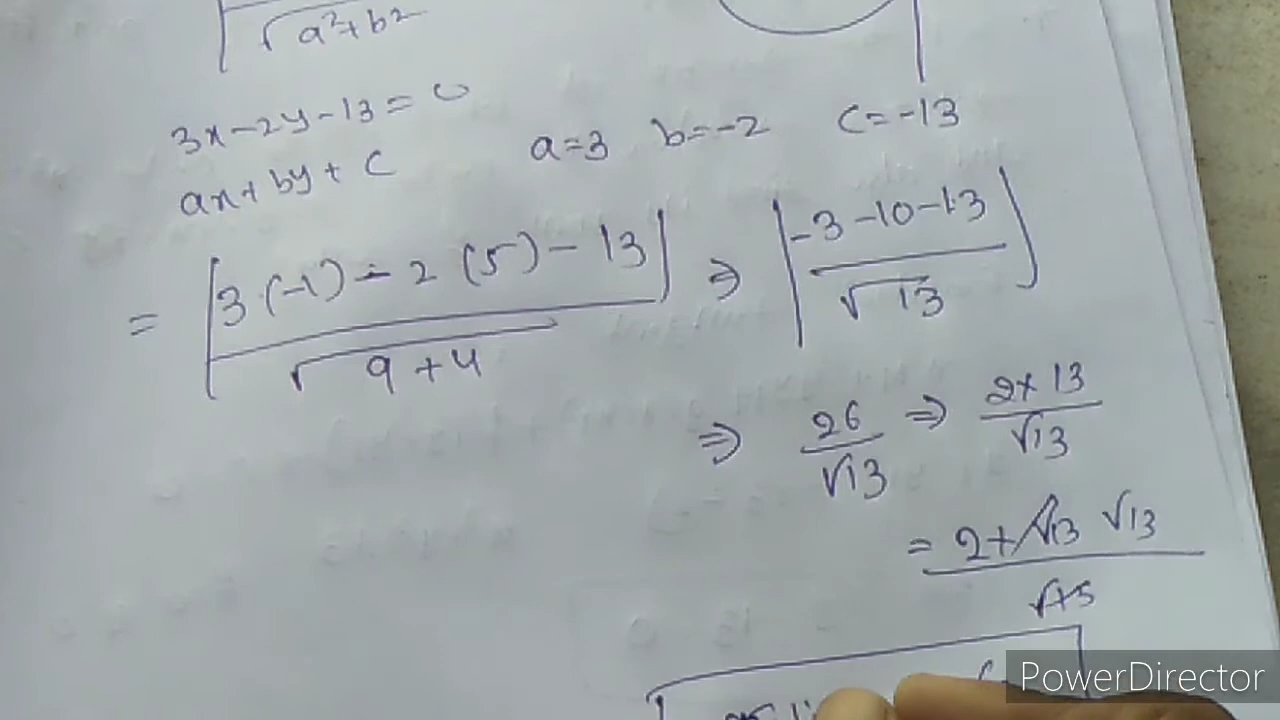 √a²+b²
3x-2y-13=0
ax+by+c a=3 b=-2 c=-13
= |3·(-1)-2(5)-13| ⇒ |-3-10-13|
√9+4 √13
⇒ 26/√13 ⇒ 2×13/√13
= 2×√13 √13
PowerDirector